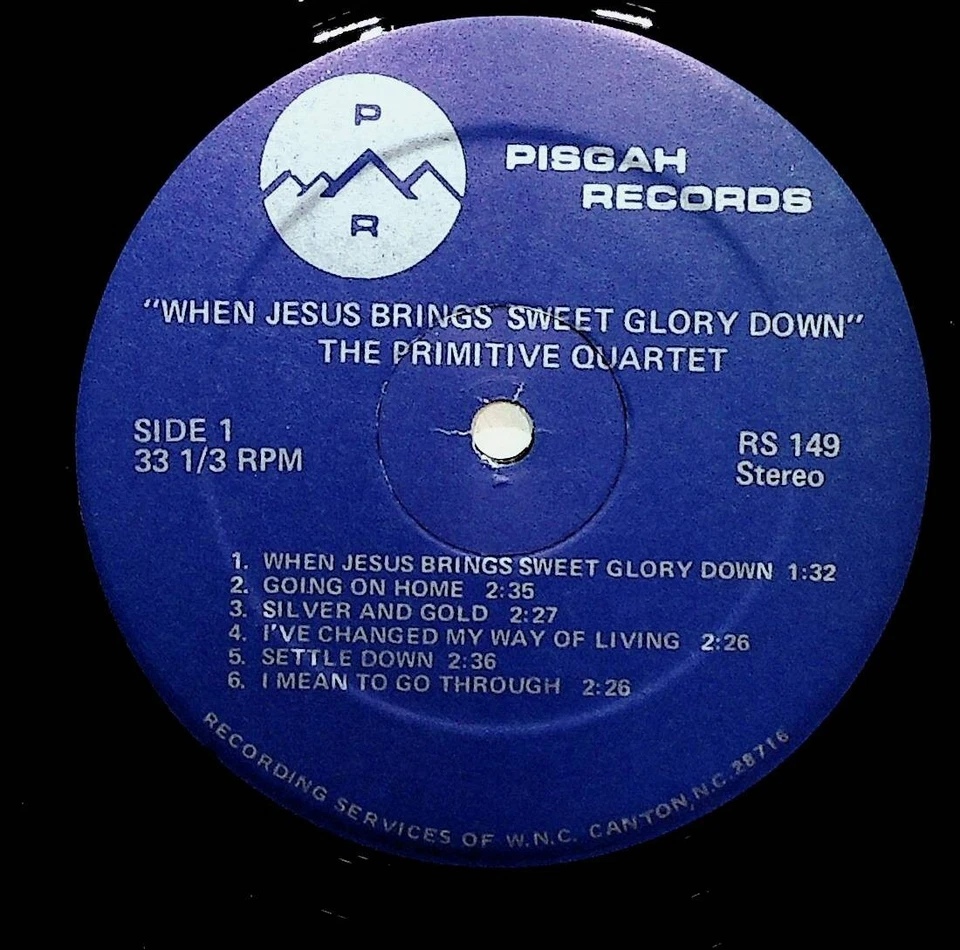 P
R
PISGAH
RECORDS
"WHEN JESUS BRINGS SWEET GLORY DOWN"
THE PRIMITIVE QUARTET
SIDE 1
33 1/3 RPM
RS 149
Stereo
1. WHEN JESUS BRINGS SWEET GLORY DOWN 1:32
2. GOING ON HOME 2:35
3. SILVER AND GOLD 2:27
4. I'VE CHANGED MY WAY OF LIVING 2:26
5. SETTLE DOWN 2:36
6. I MEAN TO GO THROUGH 2:26
RECORDING SERVICES OF W.N.C. CANTON, N.C. 28716